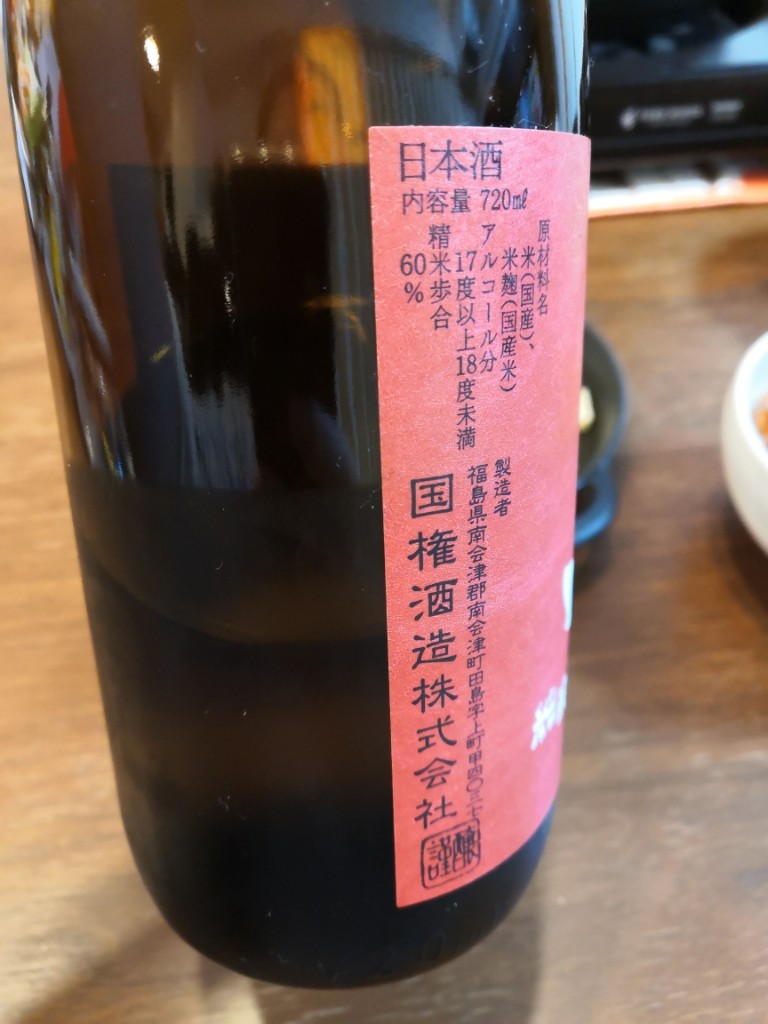 日本酒
内容量 720ml
原材料名
米(国産)、
米麹(国産米)
アルコール分
17度以上18度未満
精米歩合
60%
製造者
福島県南会津郡南会津町田島字上町甲四〇三七
国権酒造株式会社
謹醸